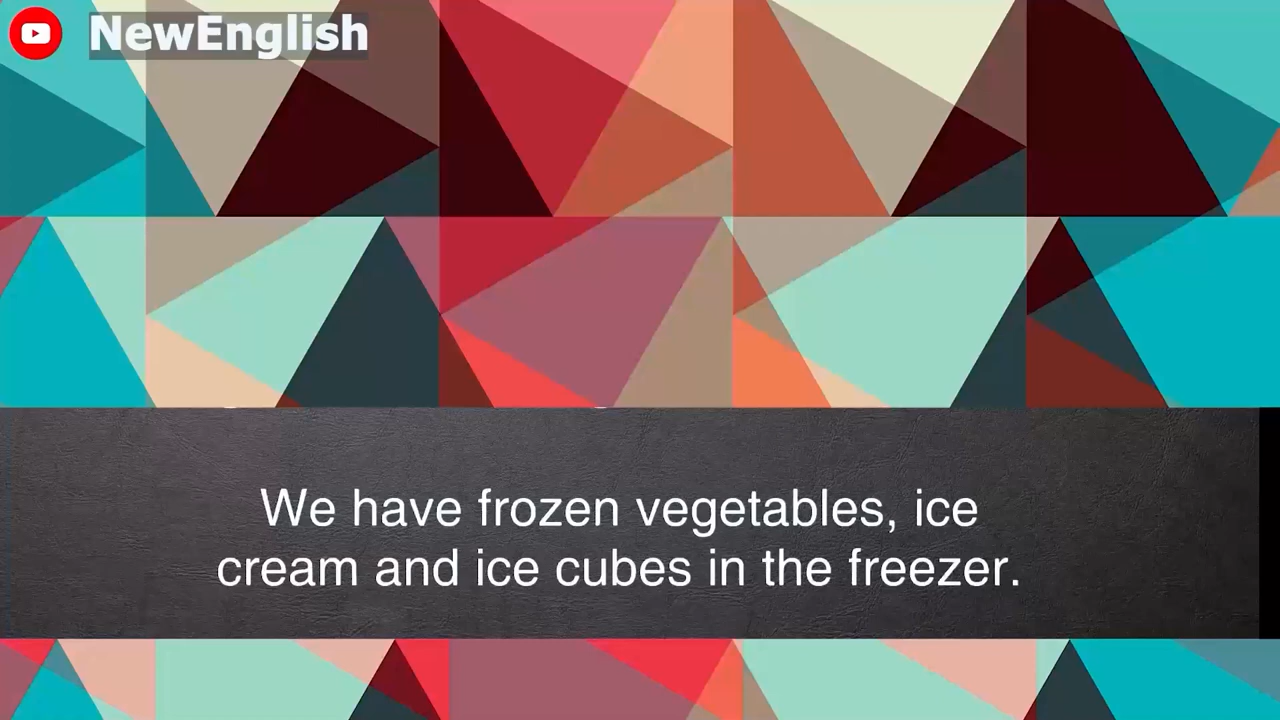 NewEnglish
We have frozen vegetables, ice
cream and ice cubes in the freezer.